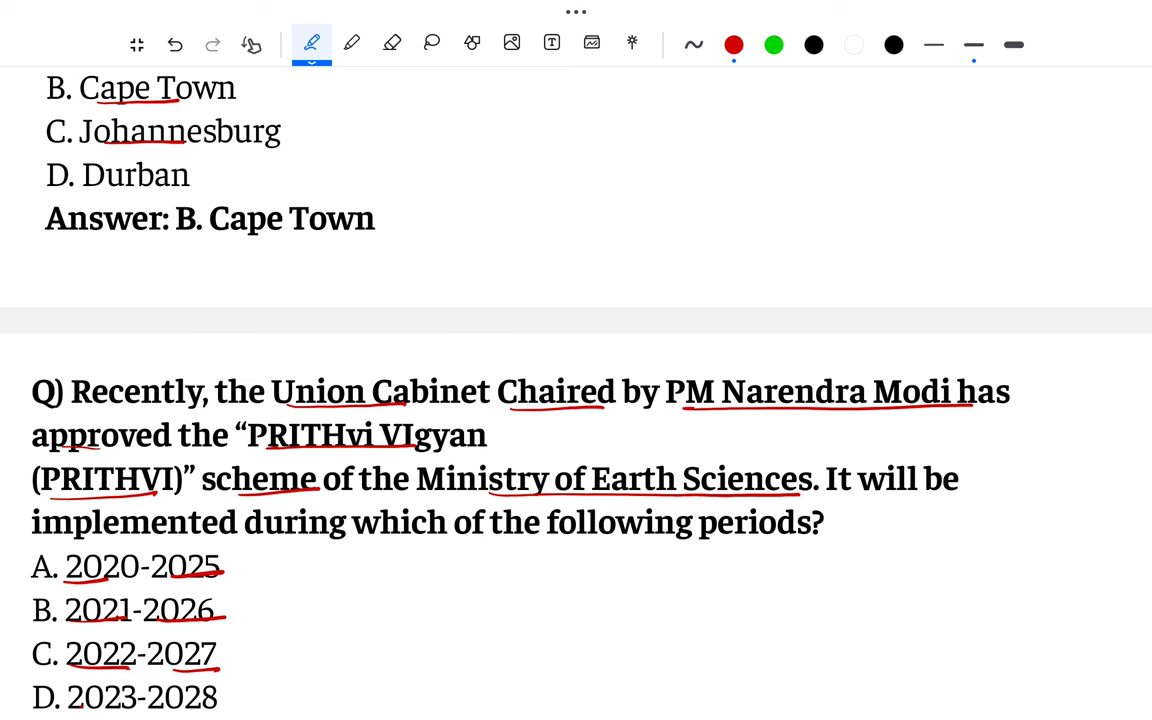 B. Cape Town
C. Johannesburg
D. Durban
Answer: B. Cape Town
Q) Recently, the Union Cabinet Chaired by PM Narendra Modi has
approved the “PRITHvi VIgyan
(PRITHVI)” scheme of the Ministry of Earth Sciences. It will be
implemented during which of the following periods?
A. 2020-2025
B. 2021-2026
C. 2022-2027
D. 2023-2028